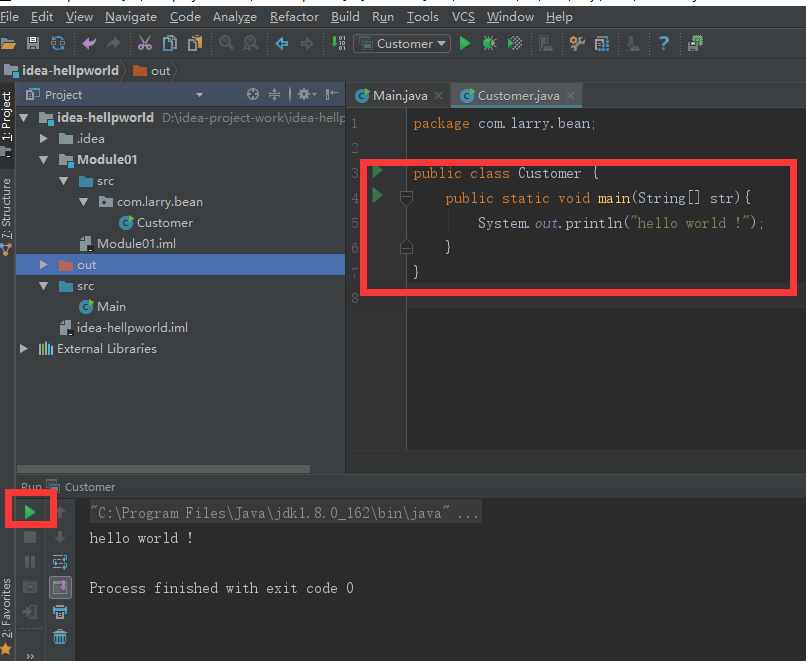 File Edit View Navigate Code Analyze Refactor Build Run Tools VCS Window Help
Customer
idea-hellpworld out
Project
Main.java Customer.java
1: Project
7: Structure
2: Favorites
idea-hellpworld D:\idea-project-work\idea-hellp
.idea
Module01
src
com.larry.bean
Customer
Module01.iml
out
src
Main
idea-hellpworld.iml
External Libraries
1 package com.larry.bean;
2
3 public class Customer {
4 public static void main(String[] str){
5 System.out.println("hello world !");
6 }
7 }
8
Run Customer
"C:\Program Files\Java\jdk1.8.0_162\bin\java" ...
hello world !
Process finished with exit code 0